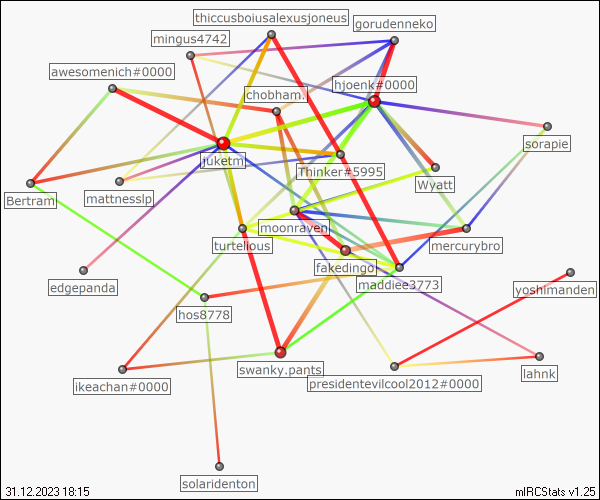 thiccusboiusalexusjoneus
gorudenneko
mingus4742
awesomenich#0000
hjoenk#0000
chobham.
sorapie
juketm
Thinker#5995
Wyatt
Bertram
mattnesslp
moonraven
turtelious
mercurybro
fakedingo
edgepanda
maddiee3773
yoshimanden
hos8778
swanky.pants
lahnk
ikeachan#0000
presidentevilcool2012#0000
solaridenton
31.12.2023 18:15
mIRCStats v1.25